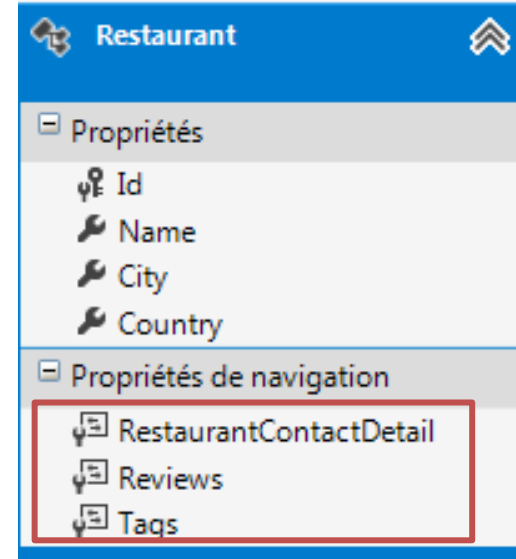 Restaurant
Propriétés
Id
Name
City
Country
Propriétés de navigation
RestaurantContactDetail
Reviews
Tags